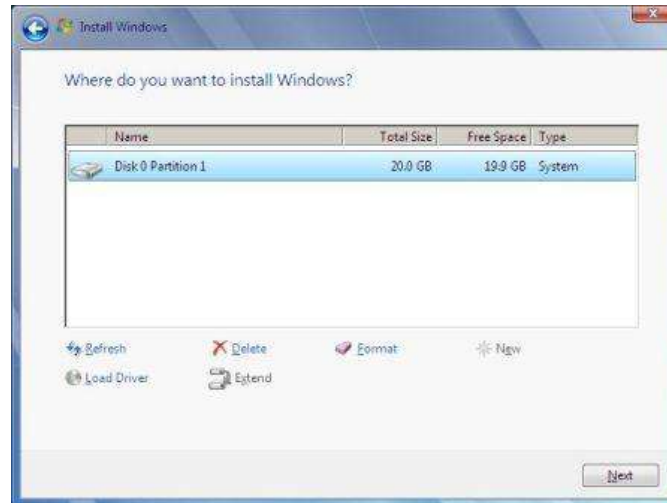 Install Windows
Where do you want to install Windows?
Name Total Size Free Space Type
Disk 0 Partition 1 20.0 GB 19.9 GB System
Refresh Delete Format New
Load Driver Extend
Next